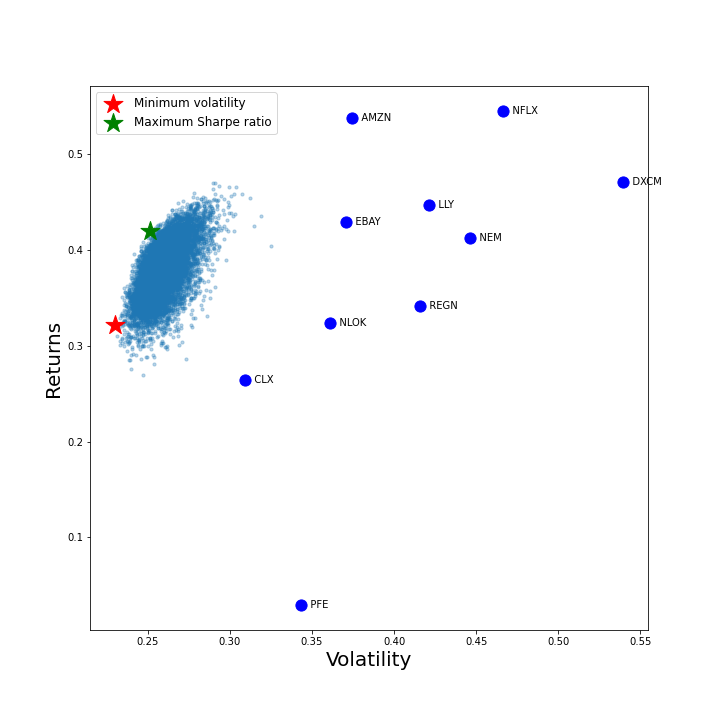 Minimum volatility
Maximum Sharpe ratio
AMZN
NFLX
0.5
DXCM
LLY
EBAY
NEM
0.4
REGN
NLOK
0.3
CLX
0.2
0.1
PFE
0.25 0.30 0.35 0.40 0.45 0.50 0.55
Volatility
Returns